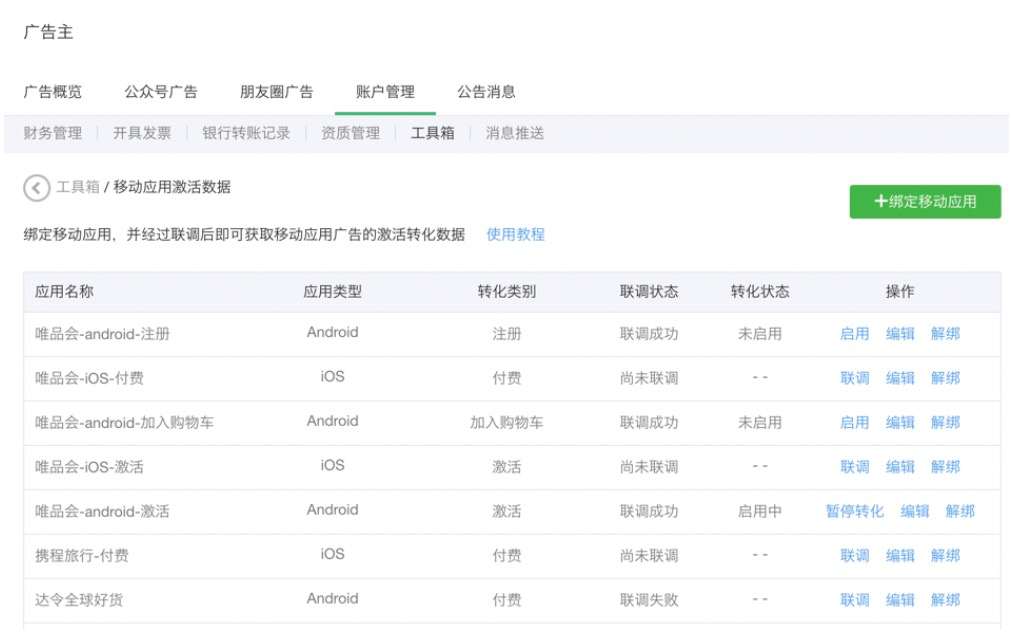 广告主
广告概览 公众号广告 朋友圈广告 账户管理 公告消息
财务管理 开具发票 银行转账记录 资质管理 工具箱 消息推送
工具箱 / 移动应用激活数据
+绑定移动应用
绑定移动应用，并经过联调后即可获取移动应用广告的激活转化数据 使用教程
应用名称 应用类型 转化类别 联调状态 转化状态 操作
唯品会-android-注册 Android 注册 联调成功 未启用 启用 编辑 解绑
唯品会-iOS-付费 iOS 付费 尚未联调 - - 联调 编辑 解绑
唯品会-android-加入购物车 Android 加入购物车 联调成功 未启用 启用 编辑 解绑
唯品会-iOS-激活 iOS 激活 尚未联调 - - 联调 编辑 解绑
唯品会-android-激活 Android 激活 联调成功 启用中 暂停转化 编辑 解绑
携程旅行-付费 iOS 付费 尚未联调 - - 联调 编辑 解绑
达令全球好货 Android 付费 联调失败 - - 联调 编辑 解绑